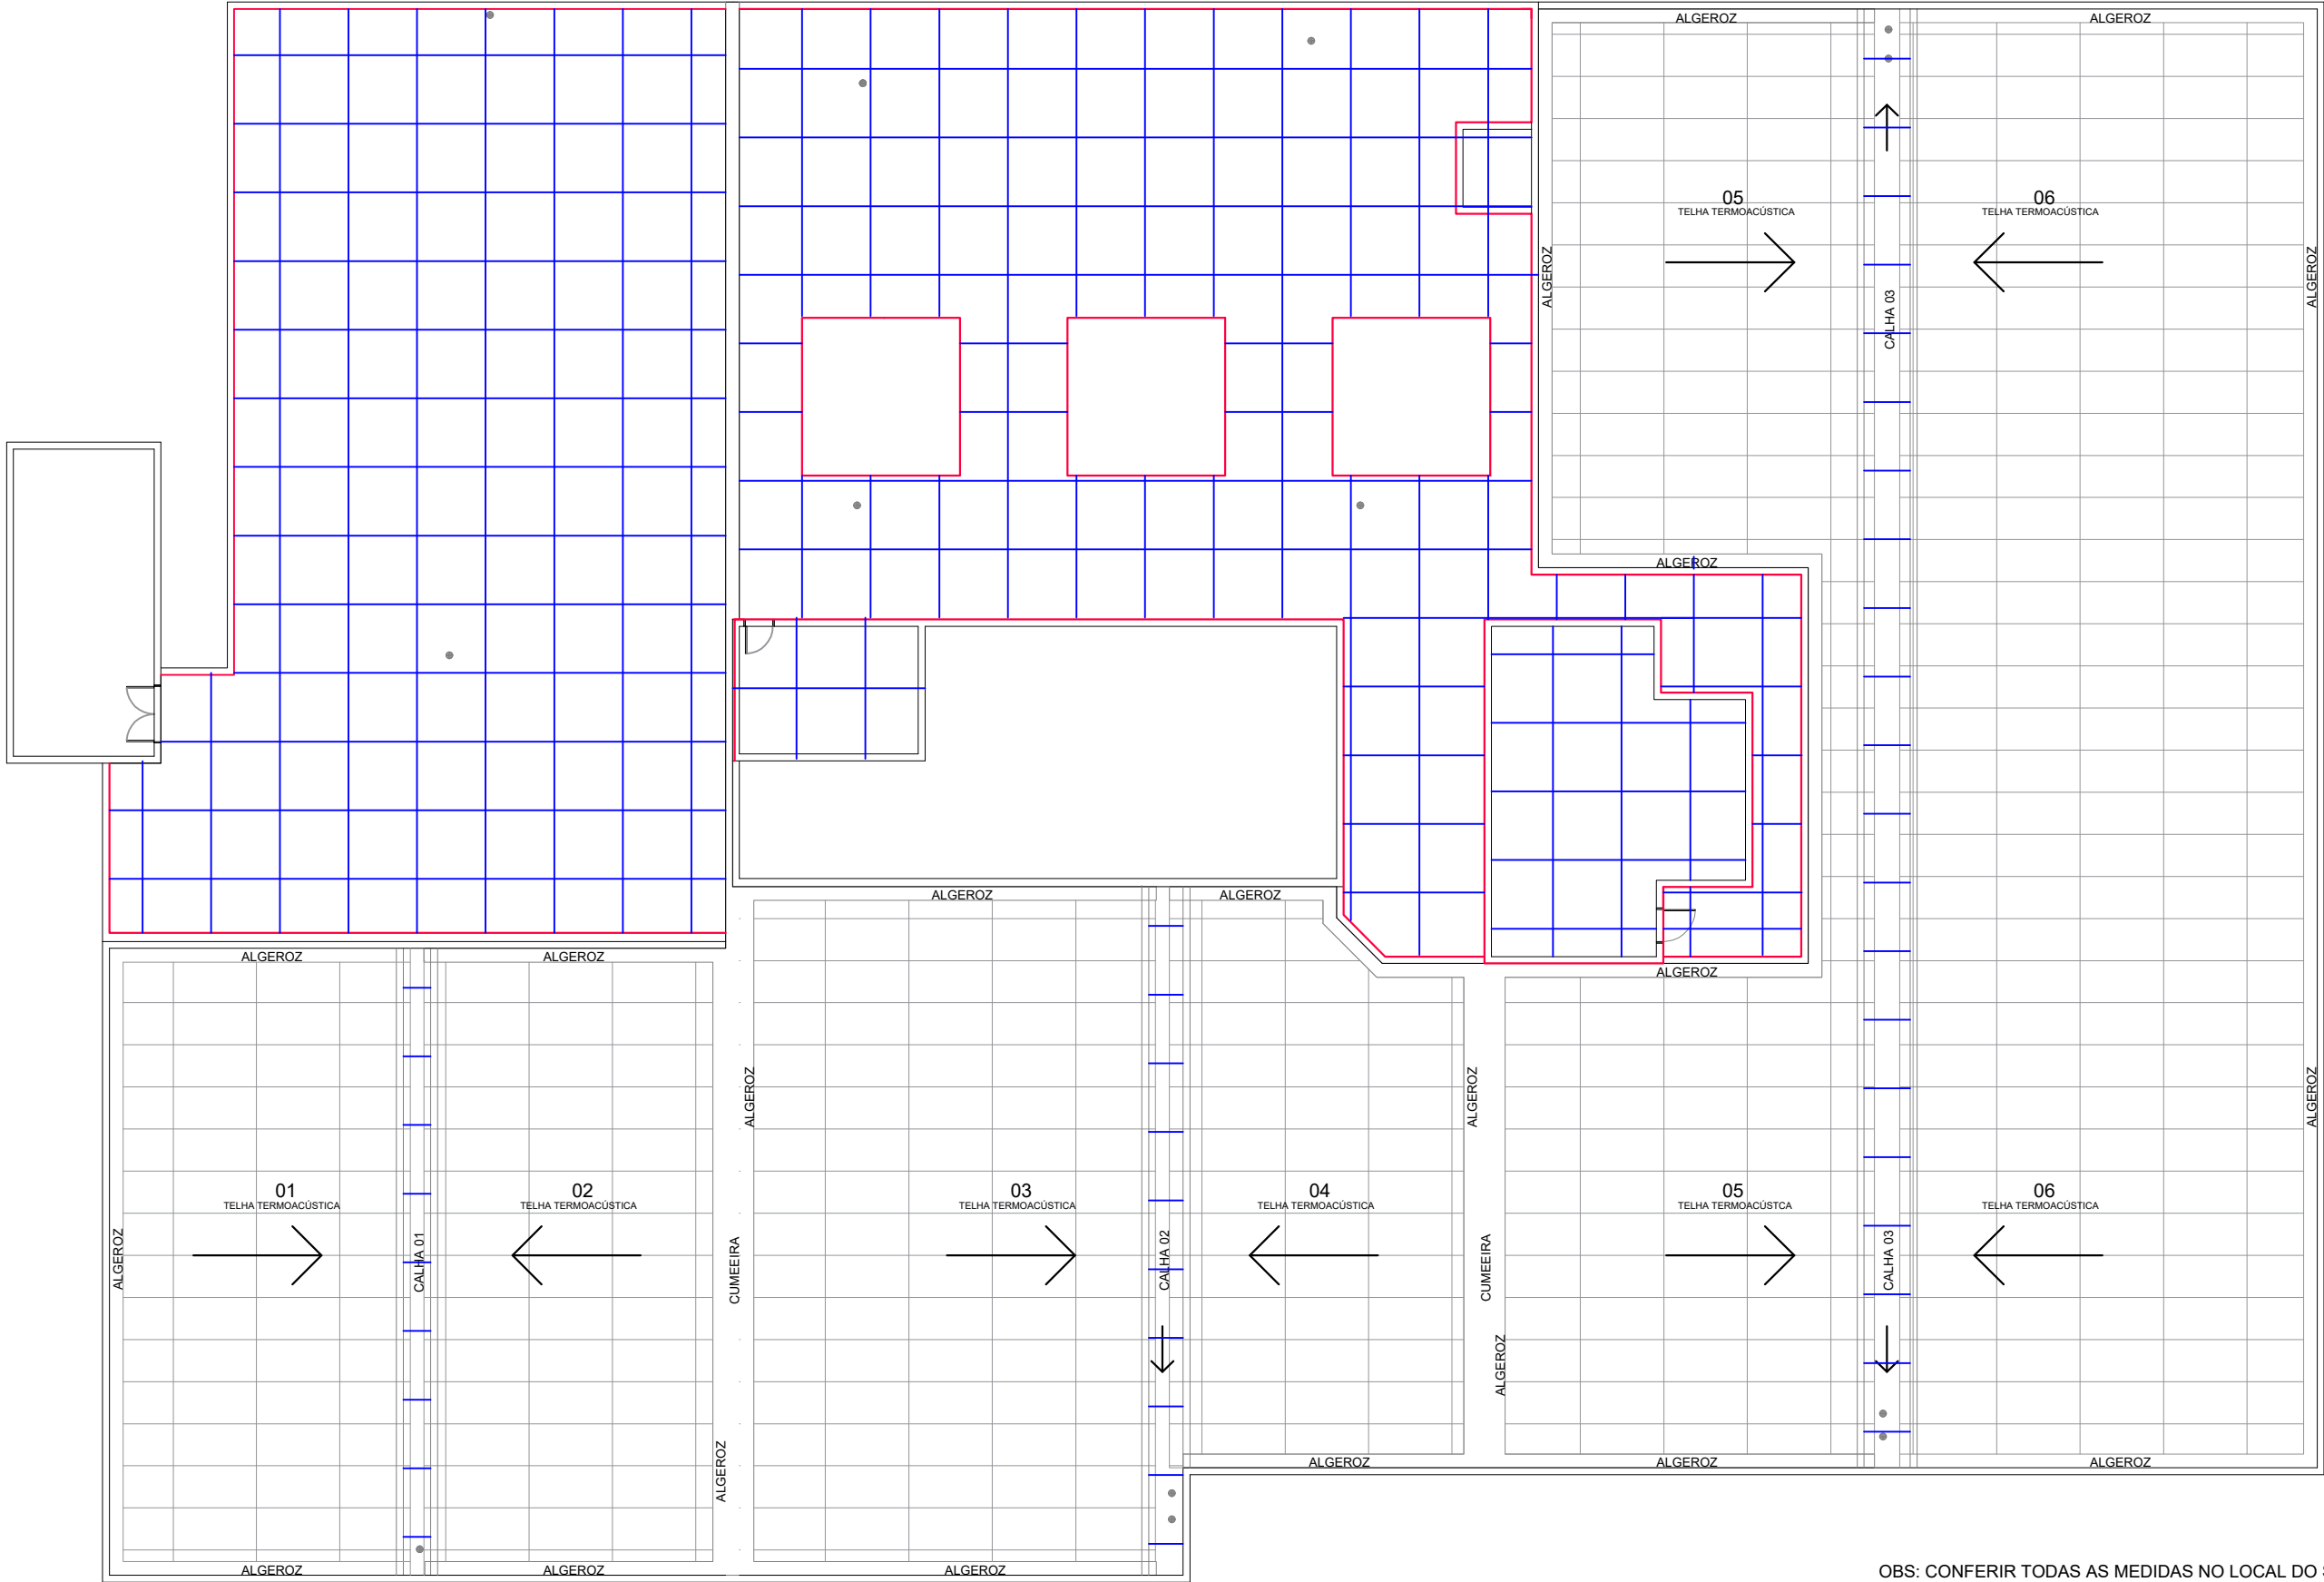 ALGEROZ
ALGEROZ
05
TELHA TERMOACÚSTICA
06
TELHA TERMOACÚSTICA
ALGEROZ
CALHA 03
ALGEROZ
ALGEROZ
ALGEROZ
ALGEROZ
ALGEROZ
ALGEROZ
ALGEROZ
ALGEROZ
ALGEROZ
ALGEROZ
01
TELHA TERMOACÚSTICA
02
TELHA TERMOACÚSTICA
03
TELHA TERMOACÚSTICA
04
TELHA TERMOACÚSTICA
05
TELHA TERMOACÚSTCA
06
TELHA TERMOACÚSTICA
ALGEROZ
CALHA 01
CUMEEIRA
CALHA 02
CUMEEIRA
CALHA 03
ALGEROZ
ALGEROZ
ALGEROZ
ALGEROZ
ALGEROZ
ALGEROZ
ALGEROZ
ALGEROZ
OBS: CONFERIR TODAS AS MEDIDAS NO LOCAL DO